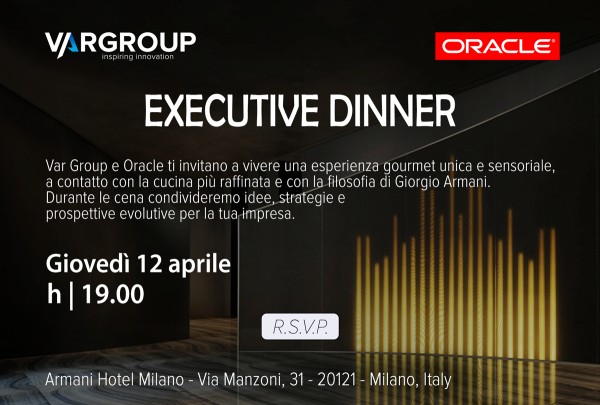 VARGROUP
inspiring innovation
ORACLE®
EXECUTIVE DINNER
Var Group e Oracle ti invitano a vivere una esperienza gourmet unica e sensoriale,
a contatto con la cucina più raffinata e con la filosofia di Giorgio Armani.
Durante le cena condivideremo idee, strategie e
prospettive evolutive per la tua impresa.
Giovedì 12 aprile
h | 19.00
R.S.V.P.
Armani Hotel Milano - Via Manzoni, 31 - 20121 - Milano, Italy